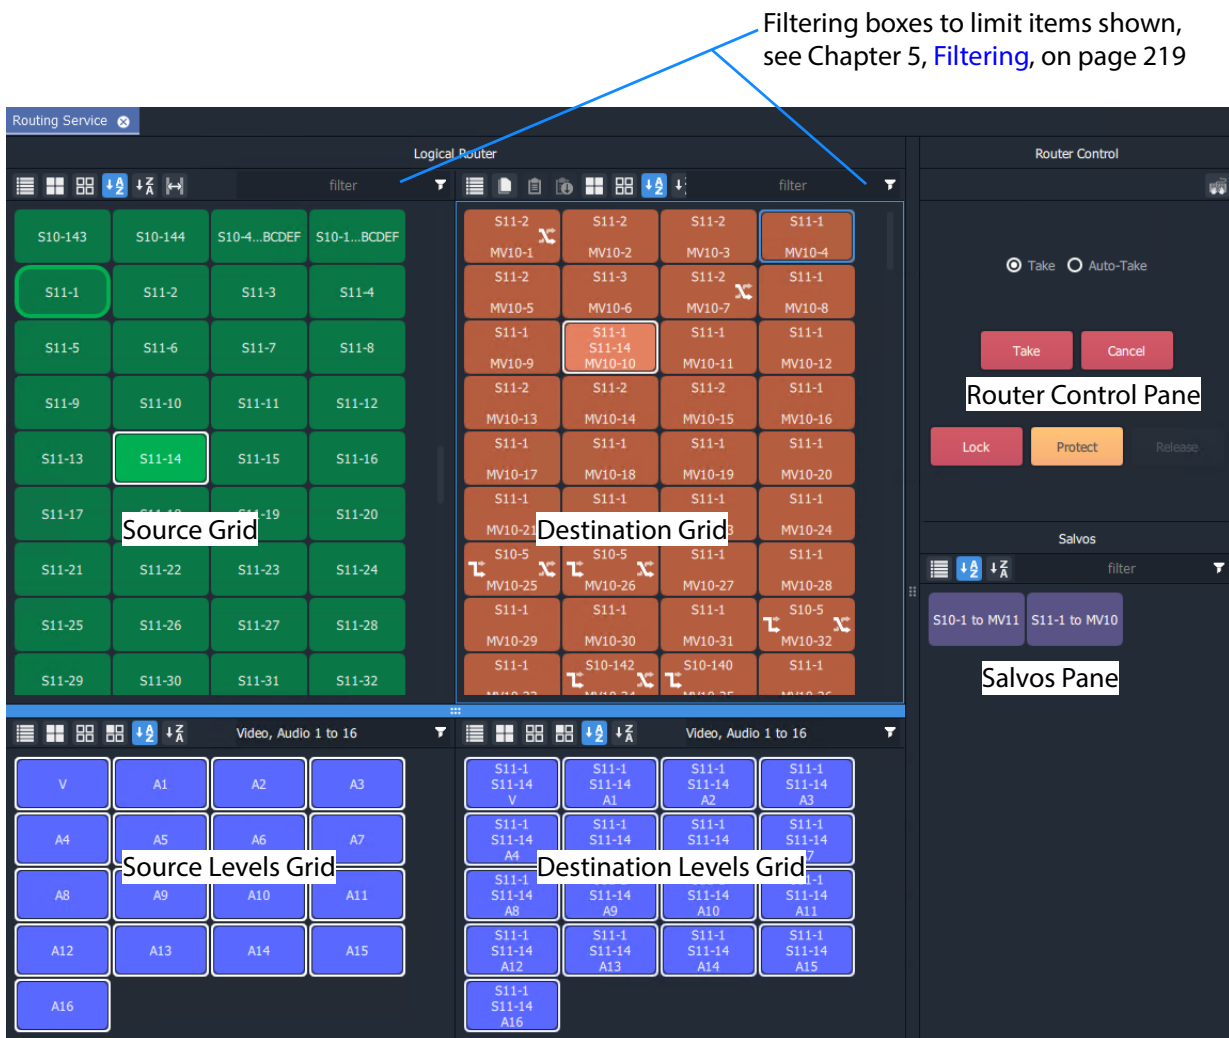 Filtering boxes to limit items shown,
see Chapter 5, Filtering, on page 219
Routing Service
Logical Router
Router Control
filter
filter
S10-143 S10-144 S10-4...BCDEF S10-1...BCDEF
S11-1 S11-2 S11-3 S11-4
S11-5 S11-6 S11-7 S11-8
S11-9 S11-10 S11-11 S11-12
S11-13 S11-14 S11-15 S11-16
S11-17 -19 S11-20
Source Grid
S11-21 S11-22 S11-23 S11-24
S11-25 S11-26 S11-27 S11-28
S11-29 S11-30 S11-31 S11-32
S11-2 S11-2 S11-2 S11-1
MV10-1 MV10-2 MV10-3 MV10-4
S11-2 S11-3 S11-2 S11-1
MV10-5 MV10-6 MV10-7 MV10-8
S11-1 S11-1 S11-1 S11-1
S11-14
MV10-9 MV10-10 MV10-11 MV10-12
S11-2 S11-2 S11-2 S11-1
MV10-13 MV10-14 MV10-15 MV10-16
S11-1 S11-1 S11-1 S11-1
MV10-17 MV10-18 MV10-19 MV10-20
S11-1 S11-1 S11-1 S11-1
MV10-21 3 MV10-24
Destination Grid
S10-5 S10-5 S11-1 S11-1
MV10-25 MV10-26 MV10-27 MV10-28
S11-1 S11-1 S11-1 S10-5
MV10-29 MV10-30 MV10-31 MV10-32
S11-1 S10-142 S10-140 S11-1
Take Auto-Take
Take Cancel
Router Control Pane
Lock Protect Release
Salvos
filter
S10-1 to MV11 S11-1 to MV10
Salvos Pane
Video, Audio 1 to 16
V A1 A2 A3
A4 A5 A6 A7
Source Levels Grid
A8 A9 A10 A11
A12 A13 A14 A15
A16
Video, Audio 1 to 16
S11-1 S11-1 S11-1 S11-1
S11-14 S11-14 S11-14 S11-14
V A1 A2 A3
S11-1 S11-1 S11-1 S11-1
S11-14 S11-14 S11-14 S11-14
A4 7
Destination Levels Grid
S11-1 -1
S11-14 S11-14 S11-14 S11-14
A8 A9 A10 A11
S11-1 S11-1 S11-1 S11-1
S11-14 S11-14 S11-14 S11-14
A12 A13 A14 A15
S11-1
S11-14
A16